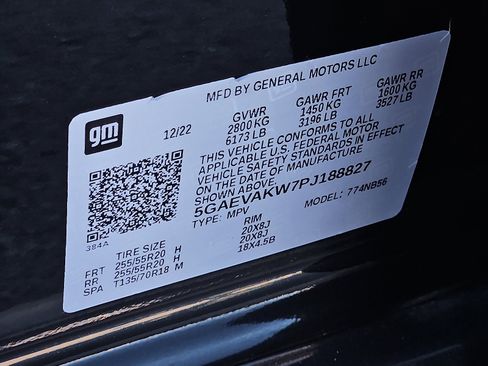 MFD BY GENERAL MOTORS LLC
gm
12/22
GVWR GAWR FRT GAWR RR
2800 KG 1450 KG 1600 KG
6173 LB 3196 LB 3527 LB
THIS VEHICLE CONFORMS TO ALL
APPLICABLE U.S. FEDERAL MOTOR
VEHICLE SAFETY STANDARDS IN EFFECT
ON THE DATE OF MANUFACTURE
SHOWN ABOVE.
5GAEVAKW7PJ188827
TYPE: MPV MODEL: 774NB56
384A
TIRE SIZE RIM
FRT 255/55R20 H 20X8J
RR 255/55R20 H 20X8J
SPA T135/70R18 M 18X4.5B